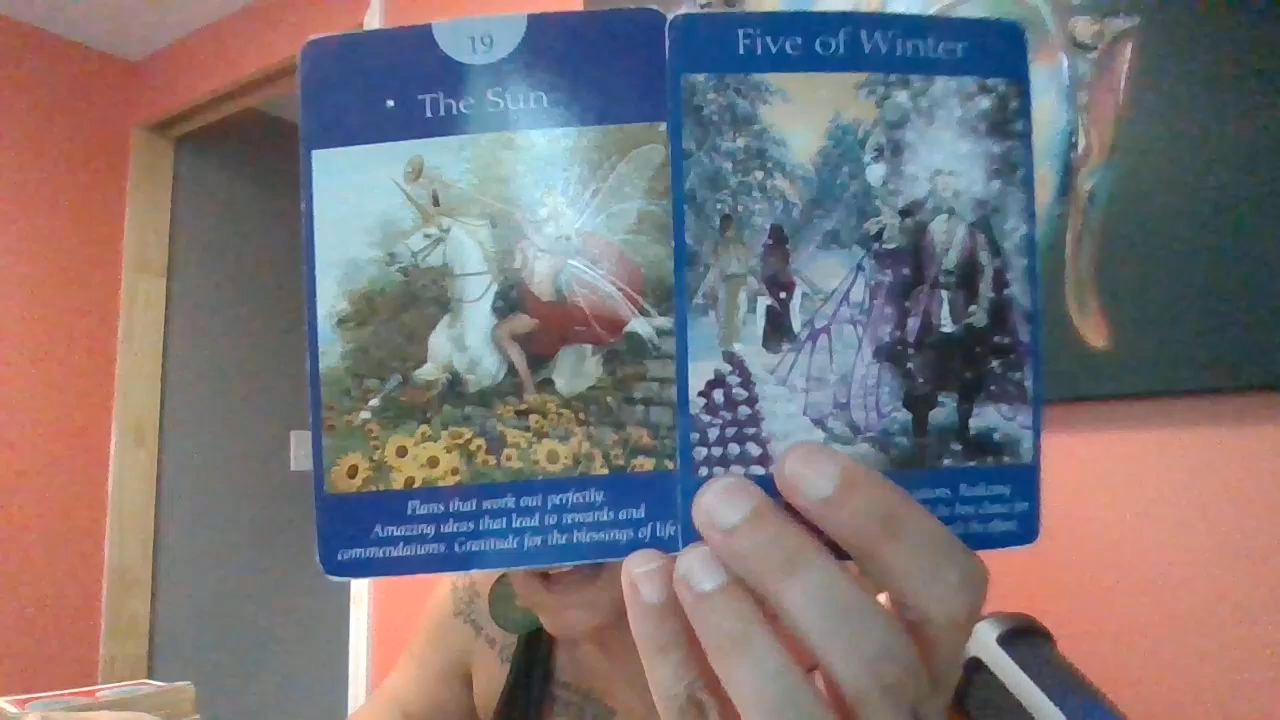 19
The Sun
Plans that work out perfectly.
Amazing ideas that lead to rewards and
commendations. Gratitude for the blessings of life
Five of Winter
Realizing